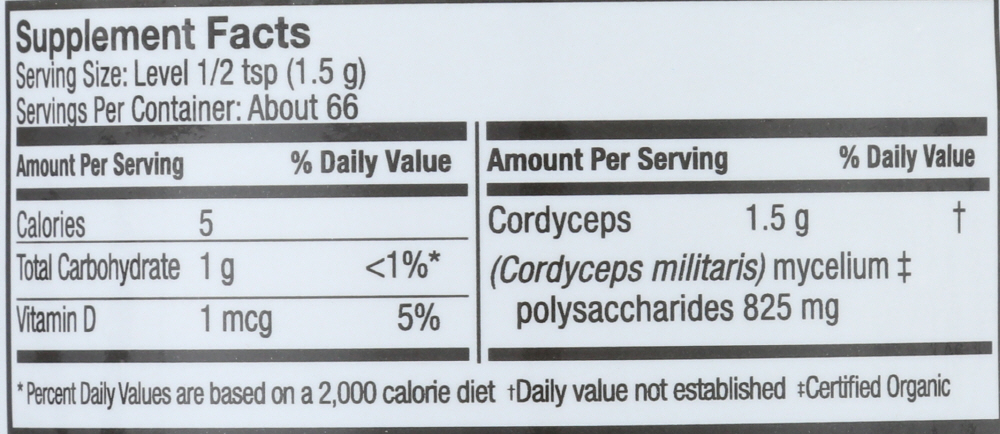 Supplement Facts
Serving Size: Level 1/2 tsp (1.5 g)
Servings Per Container: About 66
Amount Per Serving % Daily Value
Calories 5
Total Carbohydrate 1 g <1%*
Vitamin D 1 mcg 5%
Amount Per Serving % Daily Value
Cordyceps 1.5 g †
(Cordyceps militaris) mycelium ‡
polysaccharides 825 mg
* Percent Daily Values are based on a 2,000 calorie diet †Daily value not established ‡Certified Organic